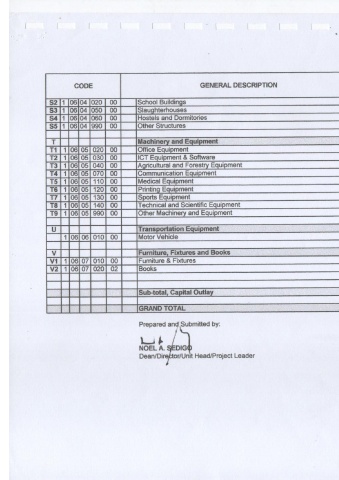 CODE GENERAL DESCRIPTION
S2 1 06 04 020 00 School Buildings
S3 1 06 04 050 00 Slaughterhouses
S4 1 06 04 060 00 Hostels and Dormitories
S5 1 06 04 990 00 Other Structures
T Machinery and Equipment
T1 1 06 05 020 00 Office Equipment
T2 1 06 05 030 00 ICT Equipment & Software
T3 1 06 05 040 00 Agricultural and Forestry Equipment
T4 1 06 05 070 00 Communication Equipment
T5 1 06 05 110 00 Medical Equipment
T6 1 06 05 120 00 Printing Equipment
T7 1 06 05 130 00 Sports Equipment
T8 1 06 05 140 00 Technical and Scientific Equipment
T9 1 06 05 990 00 Other Machinery and Equipment
U Transportation Equipment
1 06 06 010 00 Motor Vehicle
V Furniture, Fixtures and Books
V1 1 06 07 010 00 Furniture & Fixtures
V2 1 06 07 020 02 Books
Sub-total, Capital Outlay
GRAND TOTAL
Prepared and Submitted by:
NOEL A. SEDIGO
Dean/Director/Unit Head/Project Leader